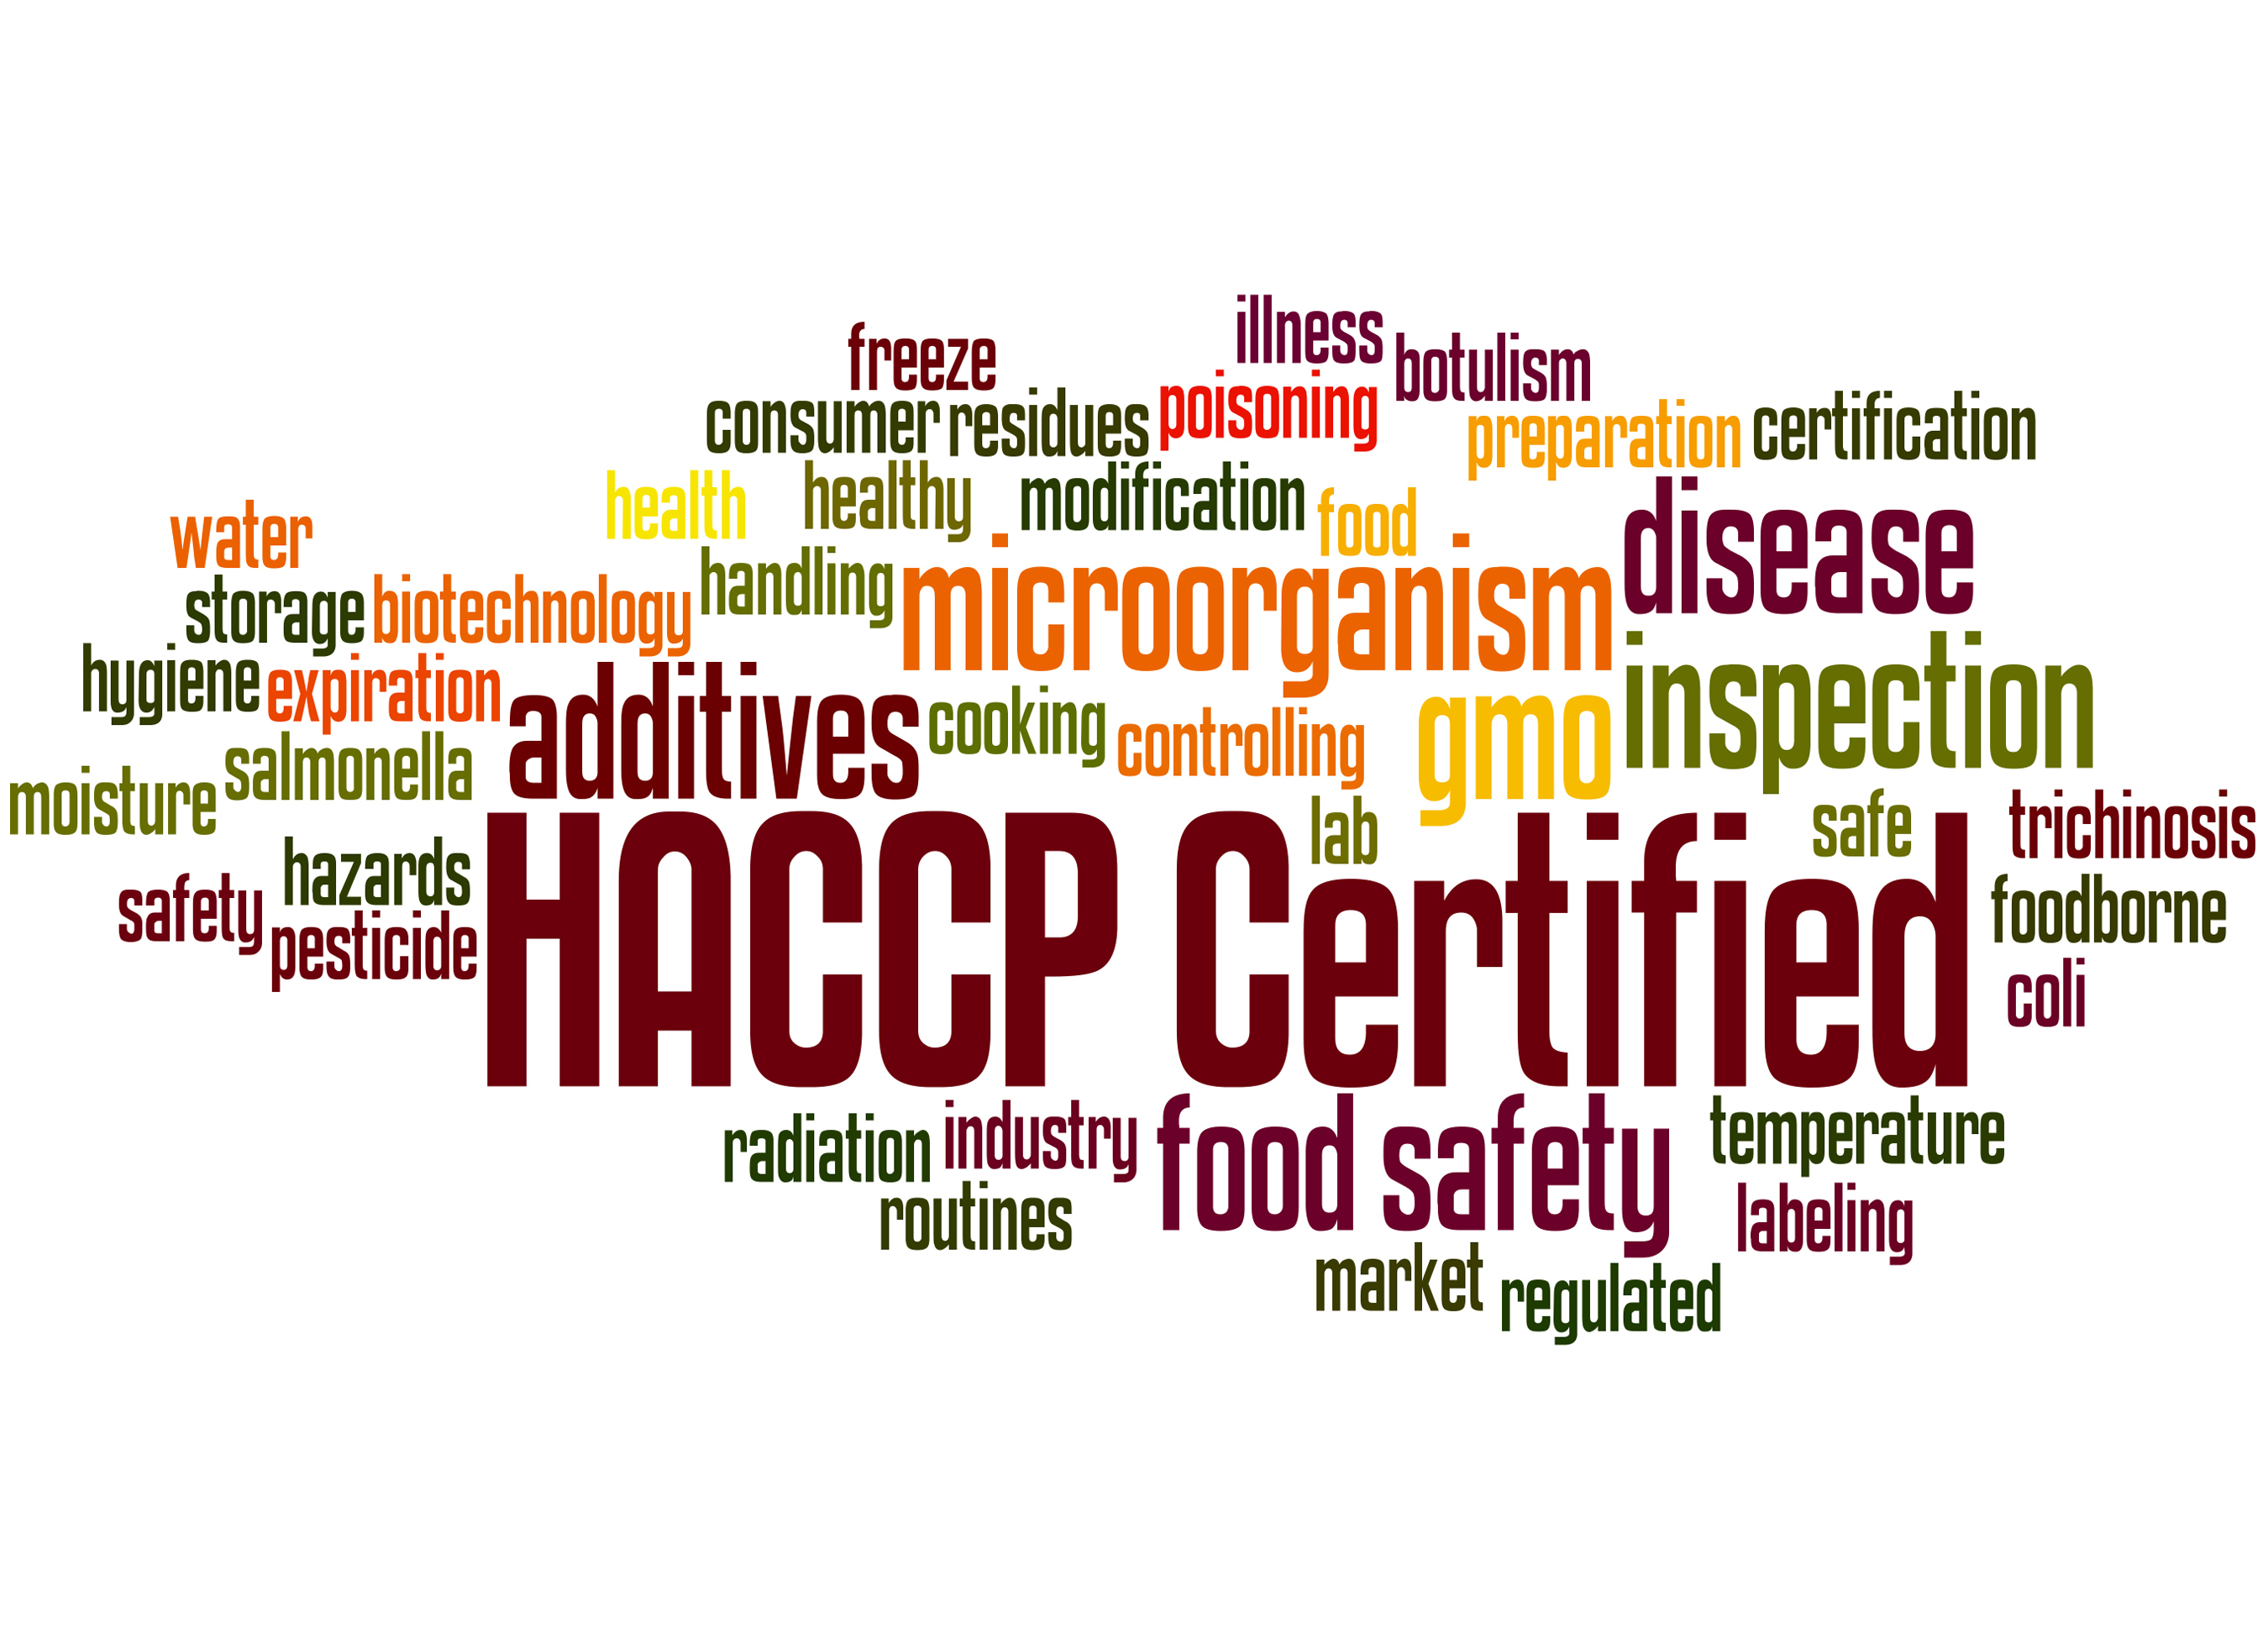 illness
freeze
botulism
poisoning
consumer residues
preparation
certification
health
healthy
modification
food
disease
water
handling
microorganism
storage
biotechnology
hygiene
expiration
additives
cooking
controlling
gmo
inspection
salmonella
moisture
lab
safe
trichinosis
hazards
HACCP Certified
safety
pesticide
foodborne
coli
radiation
industry
food safety
temperature
routines
labeling
market
regulated